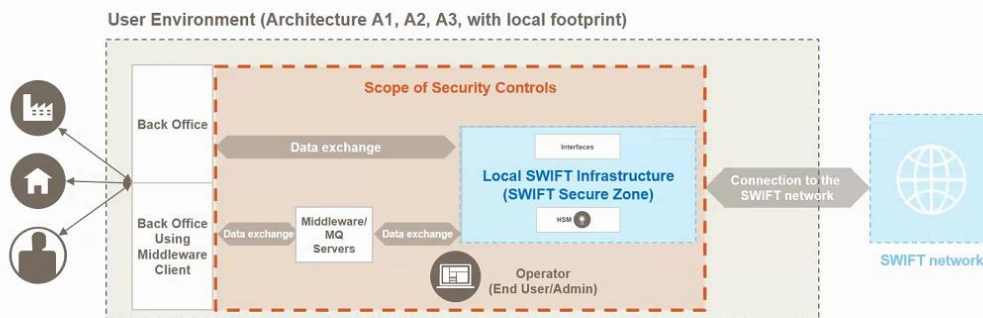 User Environment (Architecture A1, A2, A3, with local footprint)
Scope of Security Controls
Back Office
Data exchange
Interfaces
Local SWIFT Infrastructure
(SWIFT Secure Zone)
HSM
Connection to the
SWIFT network
Back Office
Using
Middleware
Client
Data exchange
Middleware/
MQ
Servers
Data exchange
Operator
(End User/Admin)
SWIFT network